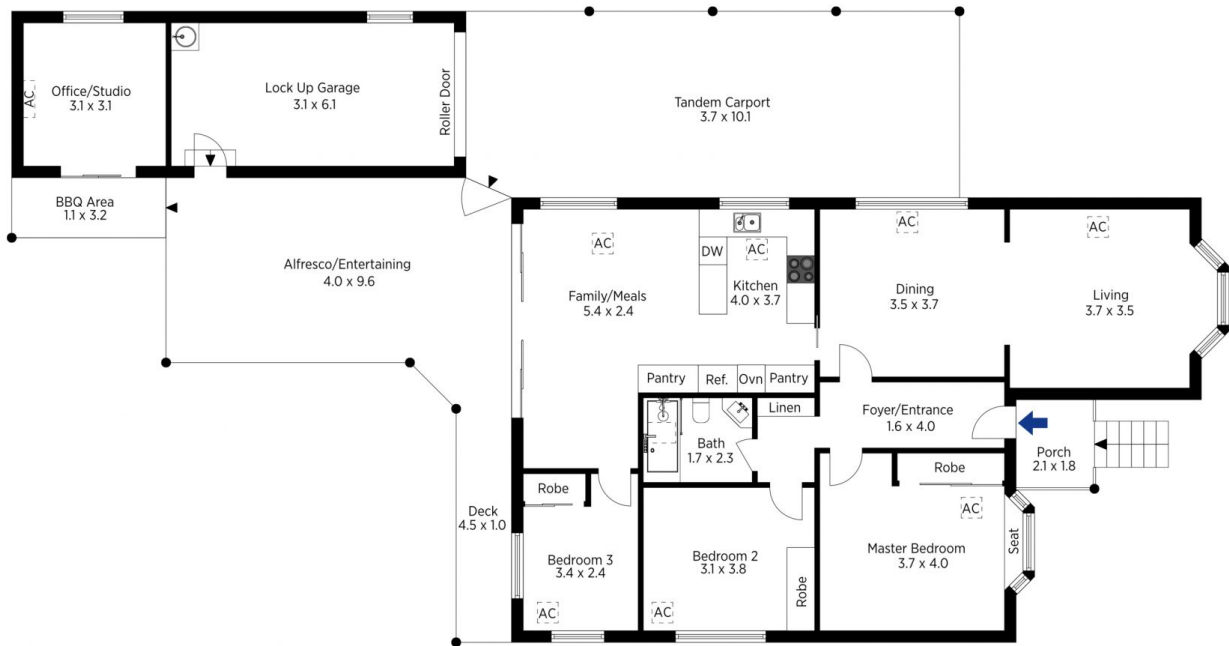 Office/Studio
3.1 x 3.1
AC
Lock Up Garage
3.1 x 6.1
Roller Door
Tandem Carport
3.7 x 10.1
BBQ Area
1.1 x 3.2
Alfresco/Entertaining
4.0 x 9.6
AC
Family/Meals
5.4 x 2.4
DW
AC
Kitchen
4.0 x 3.7
AC
Dining
3.5 x 3.7
AC
Living
3.7 x 3.5
Pantry
Ref.
Ovn
Pantry
Linen
Foyer/Entrance
1.6 x 4.0
Bath
1.7 x 2.3
Porch
2.1 x 1.8
Robe
Deck
4.5 x 1.0
Bedroom 3
3.4 x 2.4
AC
Bedroom 2
3.1 x 3.8
AC
Robe
Robe
AC
Master Bedroom
3.7 x 4.0
Seat